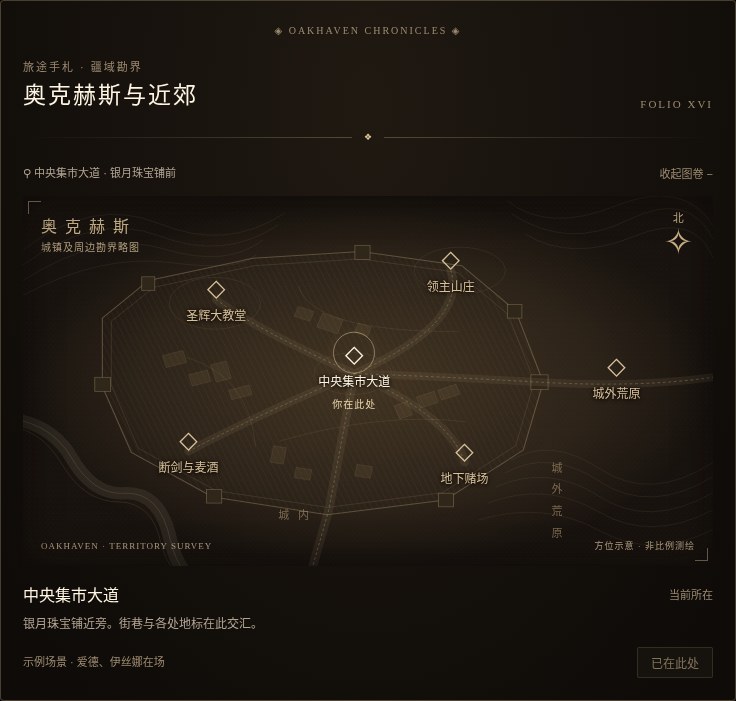 ◈ OAKHAVEN CHRONICLES ◈
旅途手札 · 疆域勘界
奥克赫斯与近郊
FOLIO XVI
中央集市大道 · 银月珠宝铺前
收起图卷 −
奥克赫斯
城镇及周边勘界略图
北
领主山庄
圣辉大教堂
中央集市大道
你在此处
城外荒原
断剑与麦酒
地下赌场
城外荒原
城 内
OAKHAVEN · TERRITORY SURVEY
方位示意 · 非比例测绘
中央集市大道
当前所在
银月珠宝铺近旁。街巷与各处地标在此交汇。
示例场景 · 爱德、伊丝娜在场
已在此处